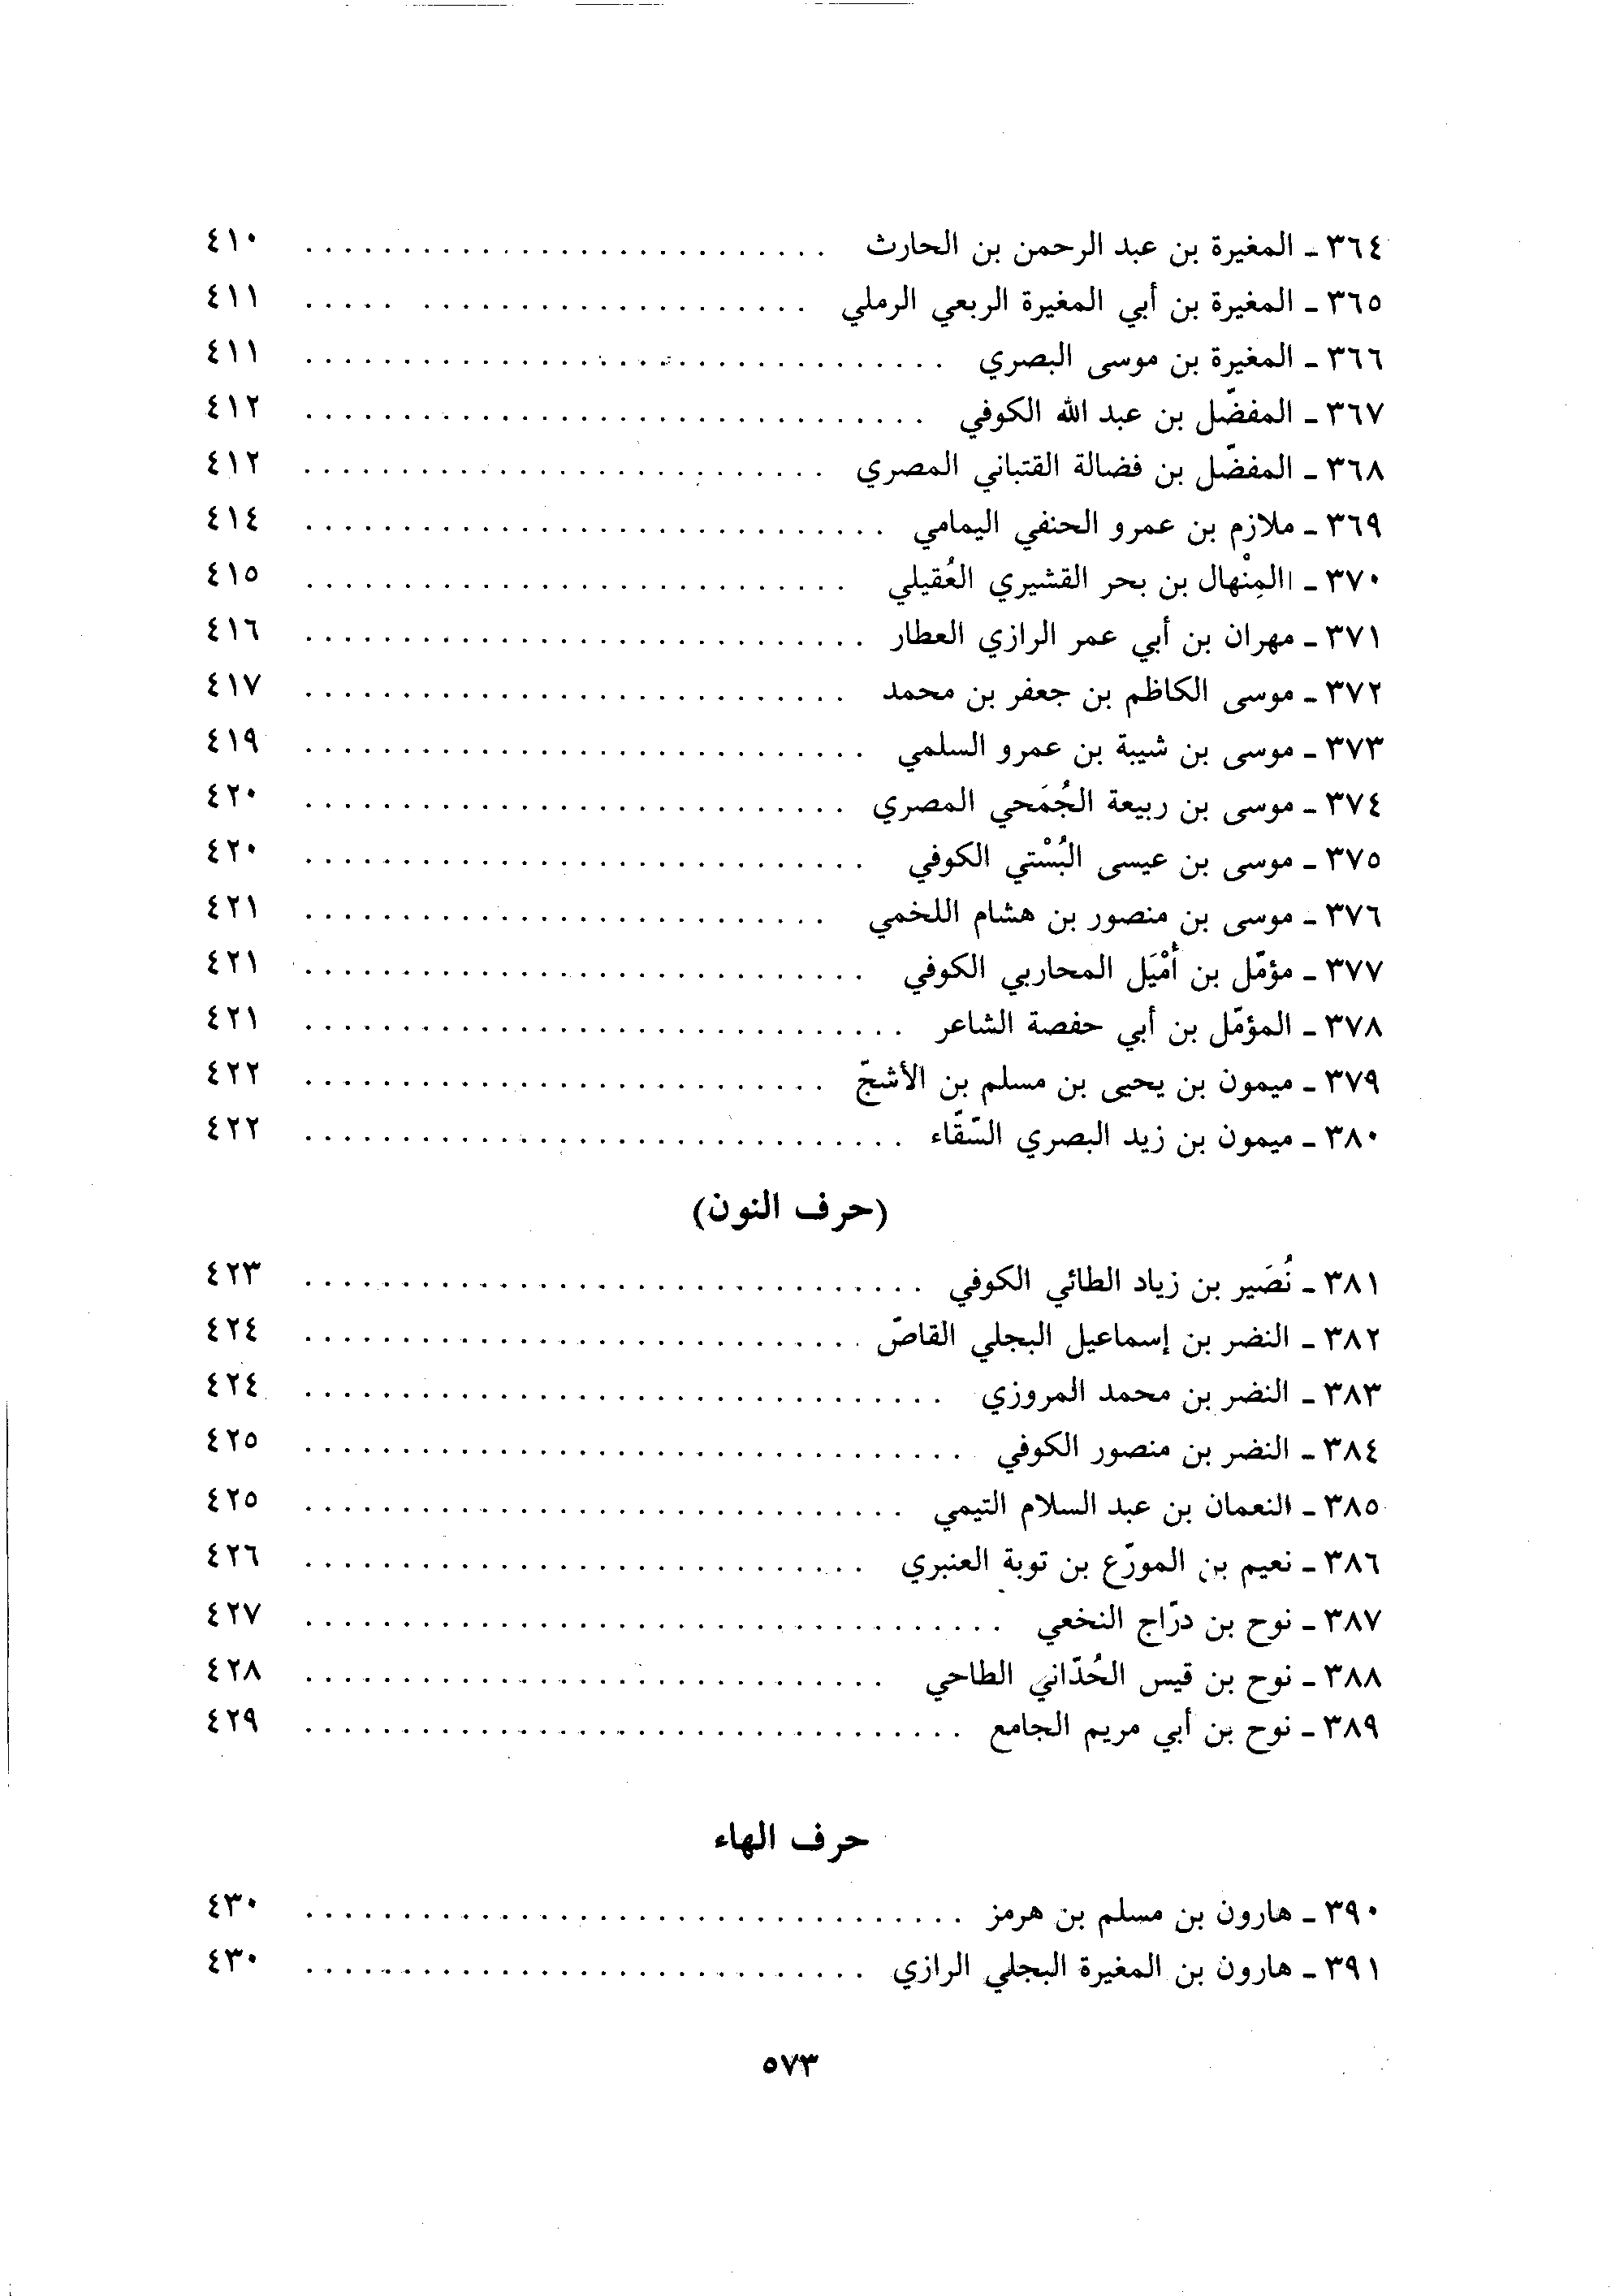 ٣٦٤ ـ المغيرة بن عبد الرحمن بن الحارث ........................... ٤١٠
٣٦٥ ـ المغيرة بن أبي المغيرة الربعي الرملي ......................... ٤١١
٣٦٦ ـ المغيرة بن موسى البصري ................................. ٤١١
٣٦٧ ـ المفضّل بن عبد الله الكوفي ................................ ٤١٢
٣٦٨ ـ المفضّل بن فضالة القتباني المصري ........................... ٤١٢
٣٦٩ ـ ملازم بن عمرو الحنفي اليمامي .............................. ٤١٤
٣٧٠ ـ االمِنْهال بن بحر القشيري العُقيلي ............................ ٤١٥
٣٧١ ـ مهران بن أبي عمر الرازي العطار ............................. ٤١٦
٣٧٢ ـ موسى الكاظم بن جعفر بن محمد ............................ ٤١٧
٣٧٣ ـ موسى بن شيبة بن عمرو السلمي ............................. ٤١٩
٣٧٤ ـ موسى بن ربيعة الجُمَحي المصري ............................ ٤٢٠
٣٧٥ ـ موسى بن عيسى البُسْتي الكوفي ............................. ٤٢٠
٣٧٦ ـ موسى بن منصور بن هشام اللخمي ........................... ٤٢١
٣٧٧ ـ مؤمّل بن أُمْيَل المحاربي الكوفي ............................. ٤٢١
٣٧٨ ـ المؤمّل بن أبي حفصة الشاعر ............................... ٤٢١
٣٧٩ ـ ميمون بن يحيى بن مسلم بن الأشجّ ........................... ٤٢٢
٣٨٠ ـ ميمون بن زيد البصري السّقّاء ............................... ٤٢٢
(حرف النون)
٣٨١ ـ نُصَير بن زياد الطائي الكوفي ................................ ٤٢٣
٣٨٢ ـ النضر بن إسماعيل البجلي القاصّ ............................. ٤٢٤
٣٨٣ ـ النضر بن محمد المروزي ................................. ٤٢٤
٣٨٤ ـ النضر بن منصور الكوفي .................................. ٤٢٥
٣٨٥ ـ النعمان بن عبد السلام التيمي ............................... ٤٢٥
٣٨٦ ـ نعيم بن المورّع بن توبة العنبري ............................. ٤٢٦
٣٨٧ ـ نوح بن درّاج النخعي .................................... ٤٢٧
٣٨٨ ـ نوح بن قيس الحُدّاني الطاحي .............................. ٤٢٨
٣٨٩ ـ نوح بن أبي مريم الجامع .................................. ٤٢٩
حرف الهاء
٣٩٠ ـ هارون بن مسلم بن هرمز .................................. ٤٣٠
٣٩١ ـ هارون بن المغيرة البجلي الرازي ............................. ٤٣٠
٥٧٣